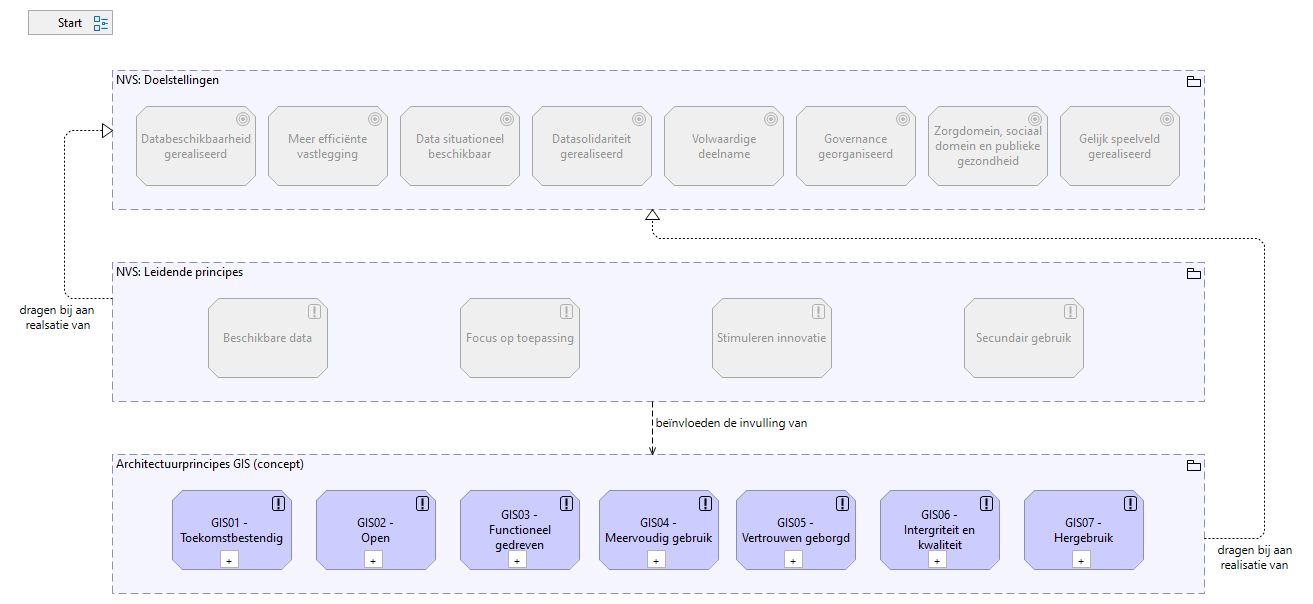 Start
NVS: Doelstellingen
Databeschikbaarheid
gerealiseerd
Meer efficiënte
vastlegging
Data situationeel
beschikbaar
Datasolidariteit
gerealiseerd
Volwaardige
deelname
Governance
georganiseerd
Zorgdomein, sociaal
domein en publieke
gezondheid
Gelijk speelveld
gerealiseerd
NVS: Leidende principes
dragen bij aan
realsatie van
Beschikbare data
Focus op toepassing
Stimuleren innovatie
Secundair gebruik
beïnvloeden de invulling van
Architectuurprincipes GIS (concept)
GIS01 -
Toekomstbestendig
+
GIS02 -
Open
+
GIS03 -
Functioneel
gedreven
+
GIS04 -
Meervoudig gebruik
+
GIS05 -
Vertrouwen geborgd
+
GIS06 -
Intergriteit en
kwaliteit
+
GIS07 -
Hergebruik
+
dragen bij aan
realisatie van